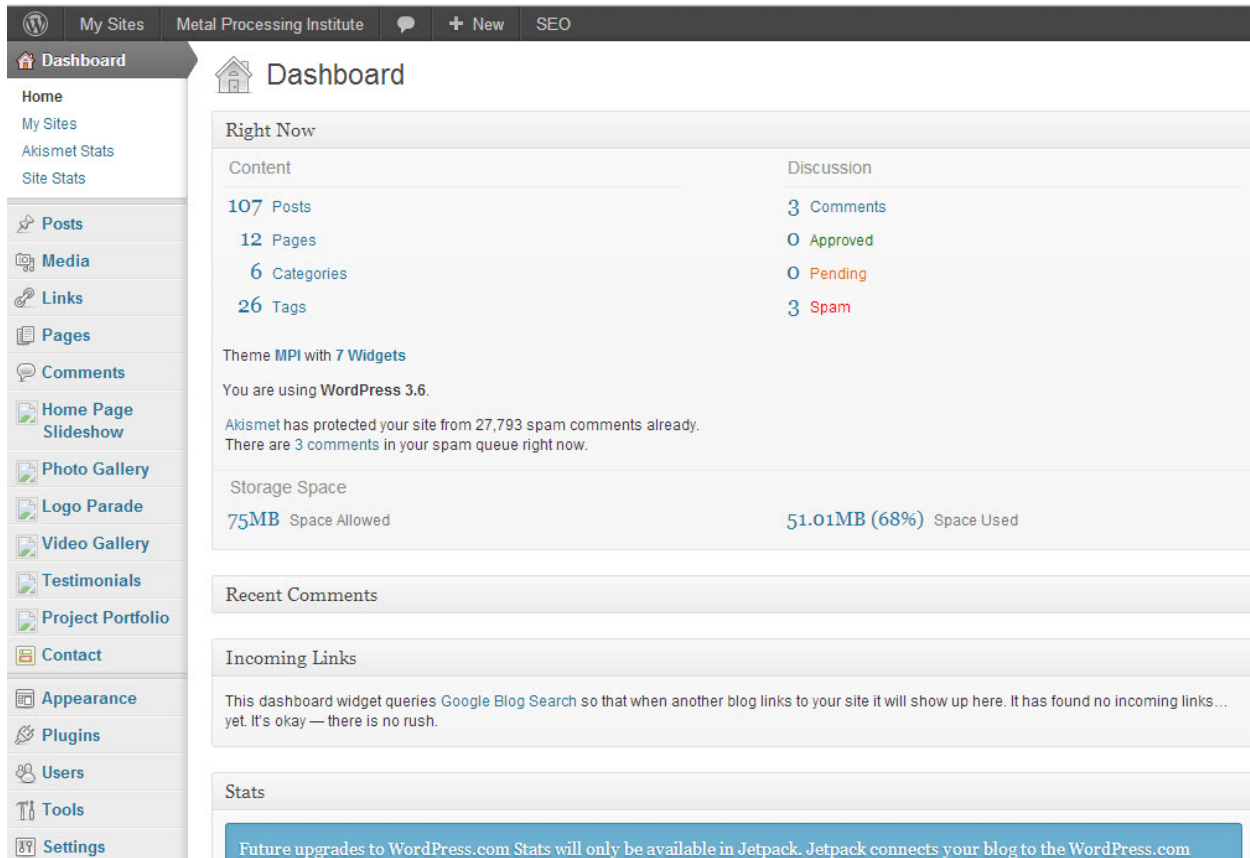 My Sites Metal Processing Institute + New SEO
Dashboard
Home
My Sites
Akismet Stats
Site Stats
Posts
Media
Links
Pages
Comments
Home Page
Slideshow
Photo Gallery
Logo Parade
Video Gallery
Testimonials
Project Portfolio
Contact
Appearance
Plugins
Users
Tools
Settings
Dashboard
Right Now
Content
107 Posts
12 Pages
6 Categories
26 Tags
Discussion
3 Comments
0 Approved
0 Pending
3 Spam
Theme MPI with 7 Widgets
You are using WordPress 3.6.
Akismet has protected your site from 27,793 spam comments already.
There are 3 comments in your spam queue right now.
Storage Space
75MB Space Allowed
51.01MB (68%) Space Used
Recent Comments
Incoming Links
This dashboard widget queries Google Blog Search so that when another blog links to your site it will show up here. It has found no incoming links…
yet. It's okay — there is no rush.
Stats
Future upgrades to WordPress.com Stats will only be available in Jetpack. Jetpack connects your blog to the WordPress.com